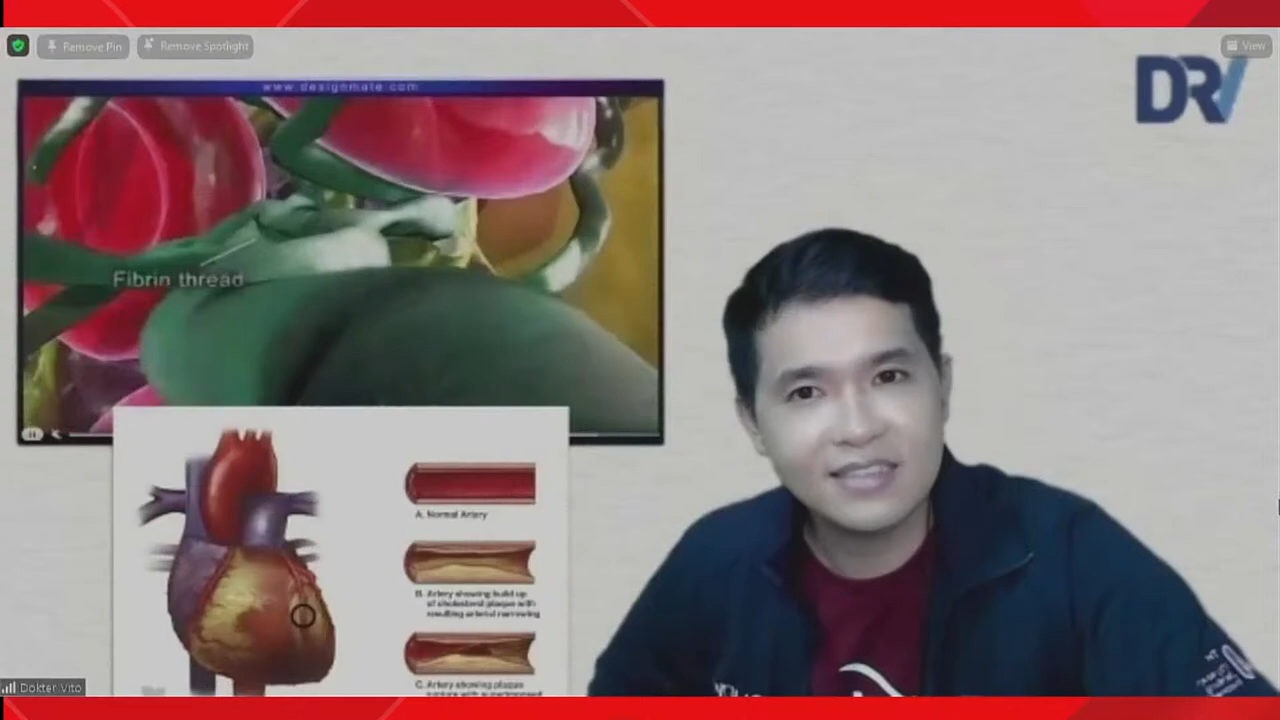 Remove Pin
Remove Spotlight
View
www.designmate.com
DRV
Fibrin thread
A. Normal Artery
B. Artery showing build up
of cholesterol plaque with
resulting arterial narrowing
C. Artery showing plaque
Dokter Vito